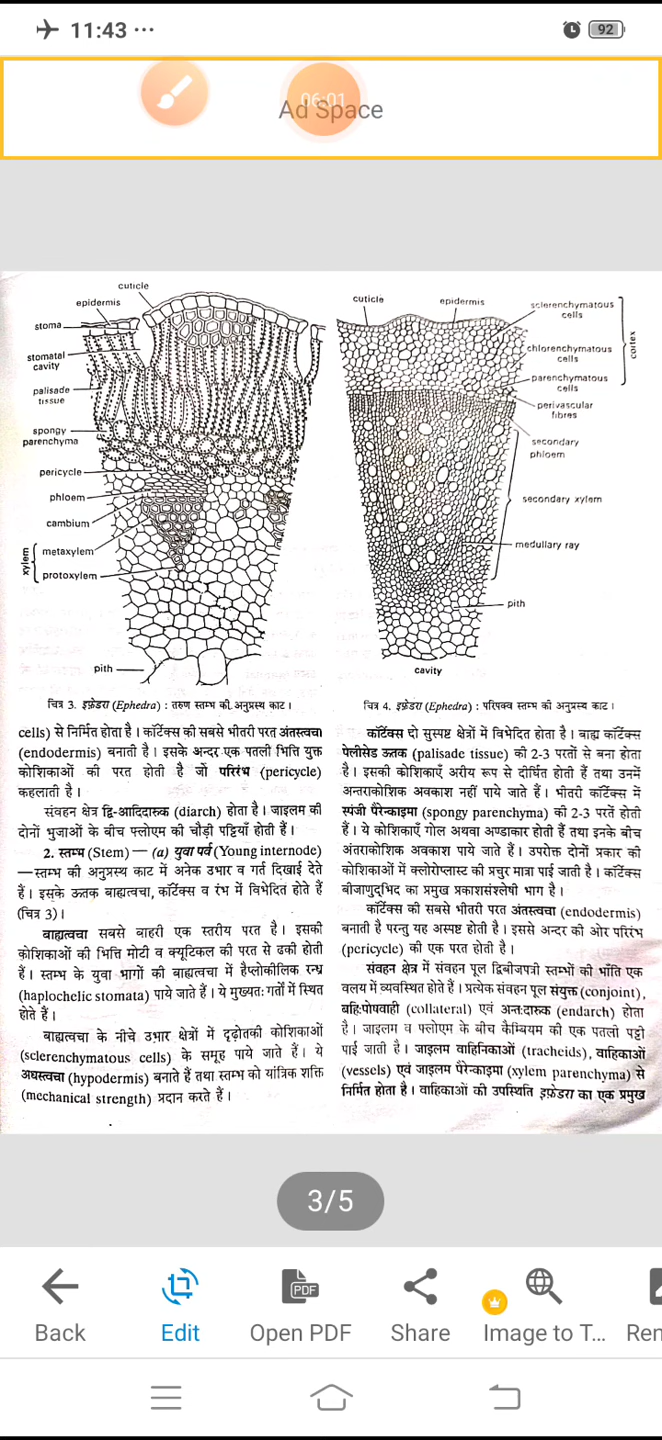 11:43 ...
92
06:01
Ad Space
cuticle
epidermis
stoma
stomatal
cavity
palisade
tissue
spongy
parenchyma
pericycle
phloem
cambium
xylem
metaxylem
protoxylem
pith
चित्र 3. इफ़ेडरा (Ephedra) : तरुण स्तम्भ की अनुप्रस्थ काट।
cuticle
epidermis
sclerenchymatous
cells
chlorenchymatous
cells
parenchymatous
cells
cortex
perivascular
fibres
secondary
phloem
secondary xylem
medullary ray
pith
cavity
चित्र 4. इफ़ेडरा (Ephedra) : परिपक्व स्तम्भ की अनुप्रस्थ काट।
cells) से निर्मित होता है। कॉर्टेक्स की सबसे भीतरी परत अंतस्त्वचा
(endodermis) बनाती है। इसके अन्दर एक पतली भित्ति युक्त
कोशिकाओं की परत होती है जो परिरंभ (pericycle)
कहलाती है।
संवहन क्षेत्र द्वि-आदिदारुक (diarch) होता है। जाइलम की
दोनों भुजाओं के बीच फ्लोएम की चौड़ी पट्टियाँ होती हैं।
2. स्तम्भ (Stem)— (a) युवा पर्व (Young internode)
—स्तम्भ की अनुप्रस्थ काट में अनेक उभार व गर्त दिखाई देते
हैं। इसके ऊतक बाह्यत्वचा, कॉर्टेक्स व रंभ में विभेदित होते हैं
(चित्र 3)।
बाह्यत्वचा सबसे बाहरी एक स्तरीय परत है। इसकी
कोशिकाओं की भित्ति मोटी व क्यूटिकल की परत से ढकी होती
हैं। स्तम्भ के युवा भागों की बाह्यत्वचा में हैप्लोकीलिक रन्ध्र
(haplochelic stomata) पाये जाते हैं। ये मुख्यतः गर्तों में स्थित
होते हैं।
बाह्यत्वचा के नीचे उभार क्षेत्रों में दृढ़ोतकी कोशिकाओं
(sclerenchymatous cells) के समूह पाये जाते हैं। ये
अधस्त्वचा (hypodermis) बनाते हैं तथा स्तम्भ को यांत्रिक शक्ति
(mechanical strength) प्रदान करते हैं।
कॉर्टेक्स दो सुस्पष्ट क्षेत्रों में विभेदित होता है। बाह्य कॉर्टेक्स
पेलीसेड ऊतक (palisade tissue) की 2-3 परतों से बना होता
है। इसकी कोशिकाएँ अरीय रूप से दीर्घित होती हैं तथा उनमें
अन्तराकोशिक अवकाश नहीं पाये जाते हैं। भीतरी कॉर्टेक्स में
स्पंजी पैरेन्काइमा (spongy parenchyma) की 2-3 परतें होती
हैं। ये कोशिकाएँ गोल अथवा अण्डाकार होती हैं तथा इनके बीच
अंतराकोशिक अवकाश पाये जाते हैं। उपरोक्त दोनों प्रकार की
कोशिकाओं में क्लोरोप्लास्ट की प्रचुर मात्रा पाई जाती है। कॉर्टेक्स
बीजाणुद्भिद का प्रमुख प्रकाशसंश्लेषी भाग है।
कॉर्टेक्स की सबसे भीतरी परत अंतस्त्वचा (endodermis)
बनाती है परन्तु यह अस्पष्ट होती है। इससे अन्दर की ओर परिरंभ
(pericycle) की एक परत होती है।
संवहन क्षेत्र में संवहन पूल द्विबीजपत्री स्तम्भों की भाँति एक
वलय में व्यवस्थित होते हैं। प्रत्येक संवहन पूल संयुक्त (conjoint),
बहिःपोषवाही (collateral) एवं अन्तःदारुक (endarch) होता
है। जाइलम व फ्लोएम के बीच कैम्बियम की एक पतली पट्टी
पाई जाती है। जाइलम वाहिनिकाओं (tracheids), वाहिकाओं
(vessels) एवं जाइलम पैरेन्काइमा (xylem parenchyma) से
निर्मित होता है। वाहिकाओं की उपस्थिति इफ़ेडरा का एक प्रमुख
3/5
Back
Edit
PDF
Open PDF
Share
Image to T...
Ren